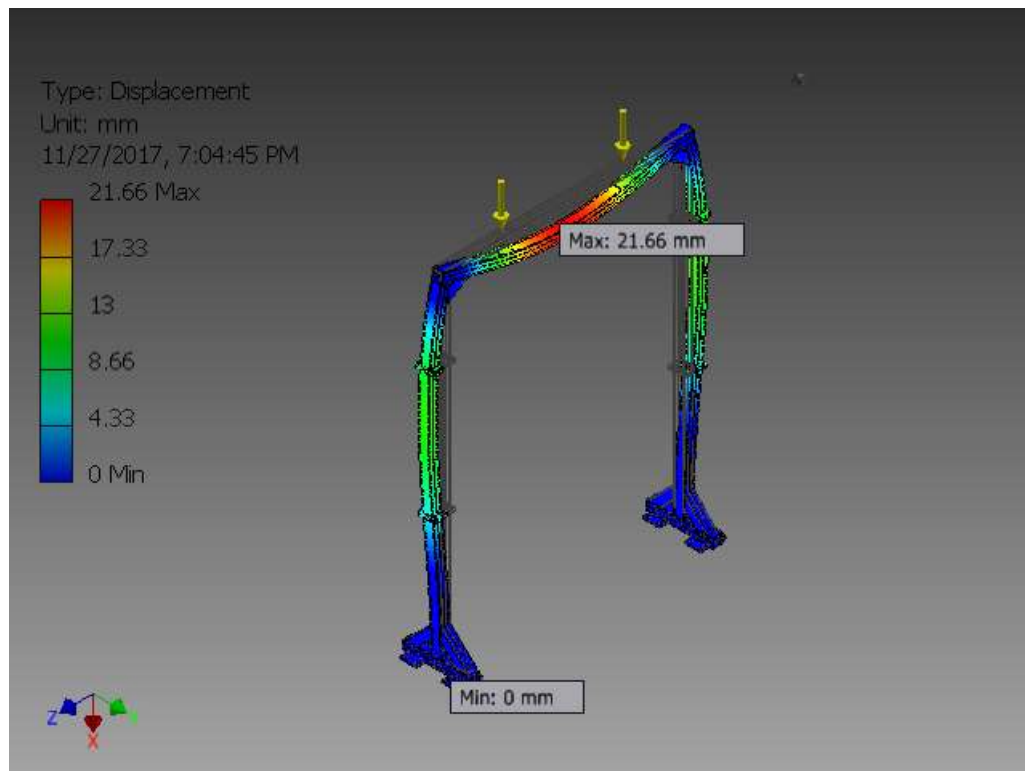 Type: Displacement
Unit: mm
11/27/2017, 7:04:45 PM
21.66 Max
17.33
13
8.66
4.33
0 Min
Max: 21.66 mm
Min: 0 mm
Z
X